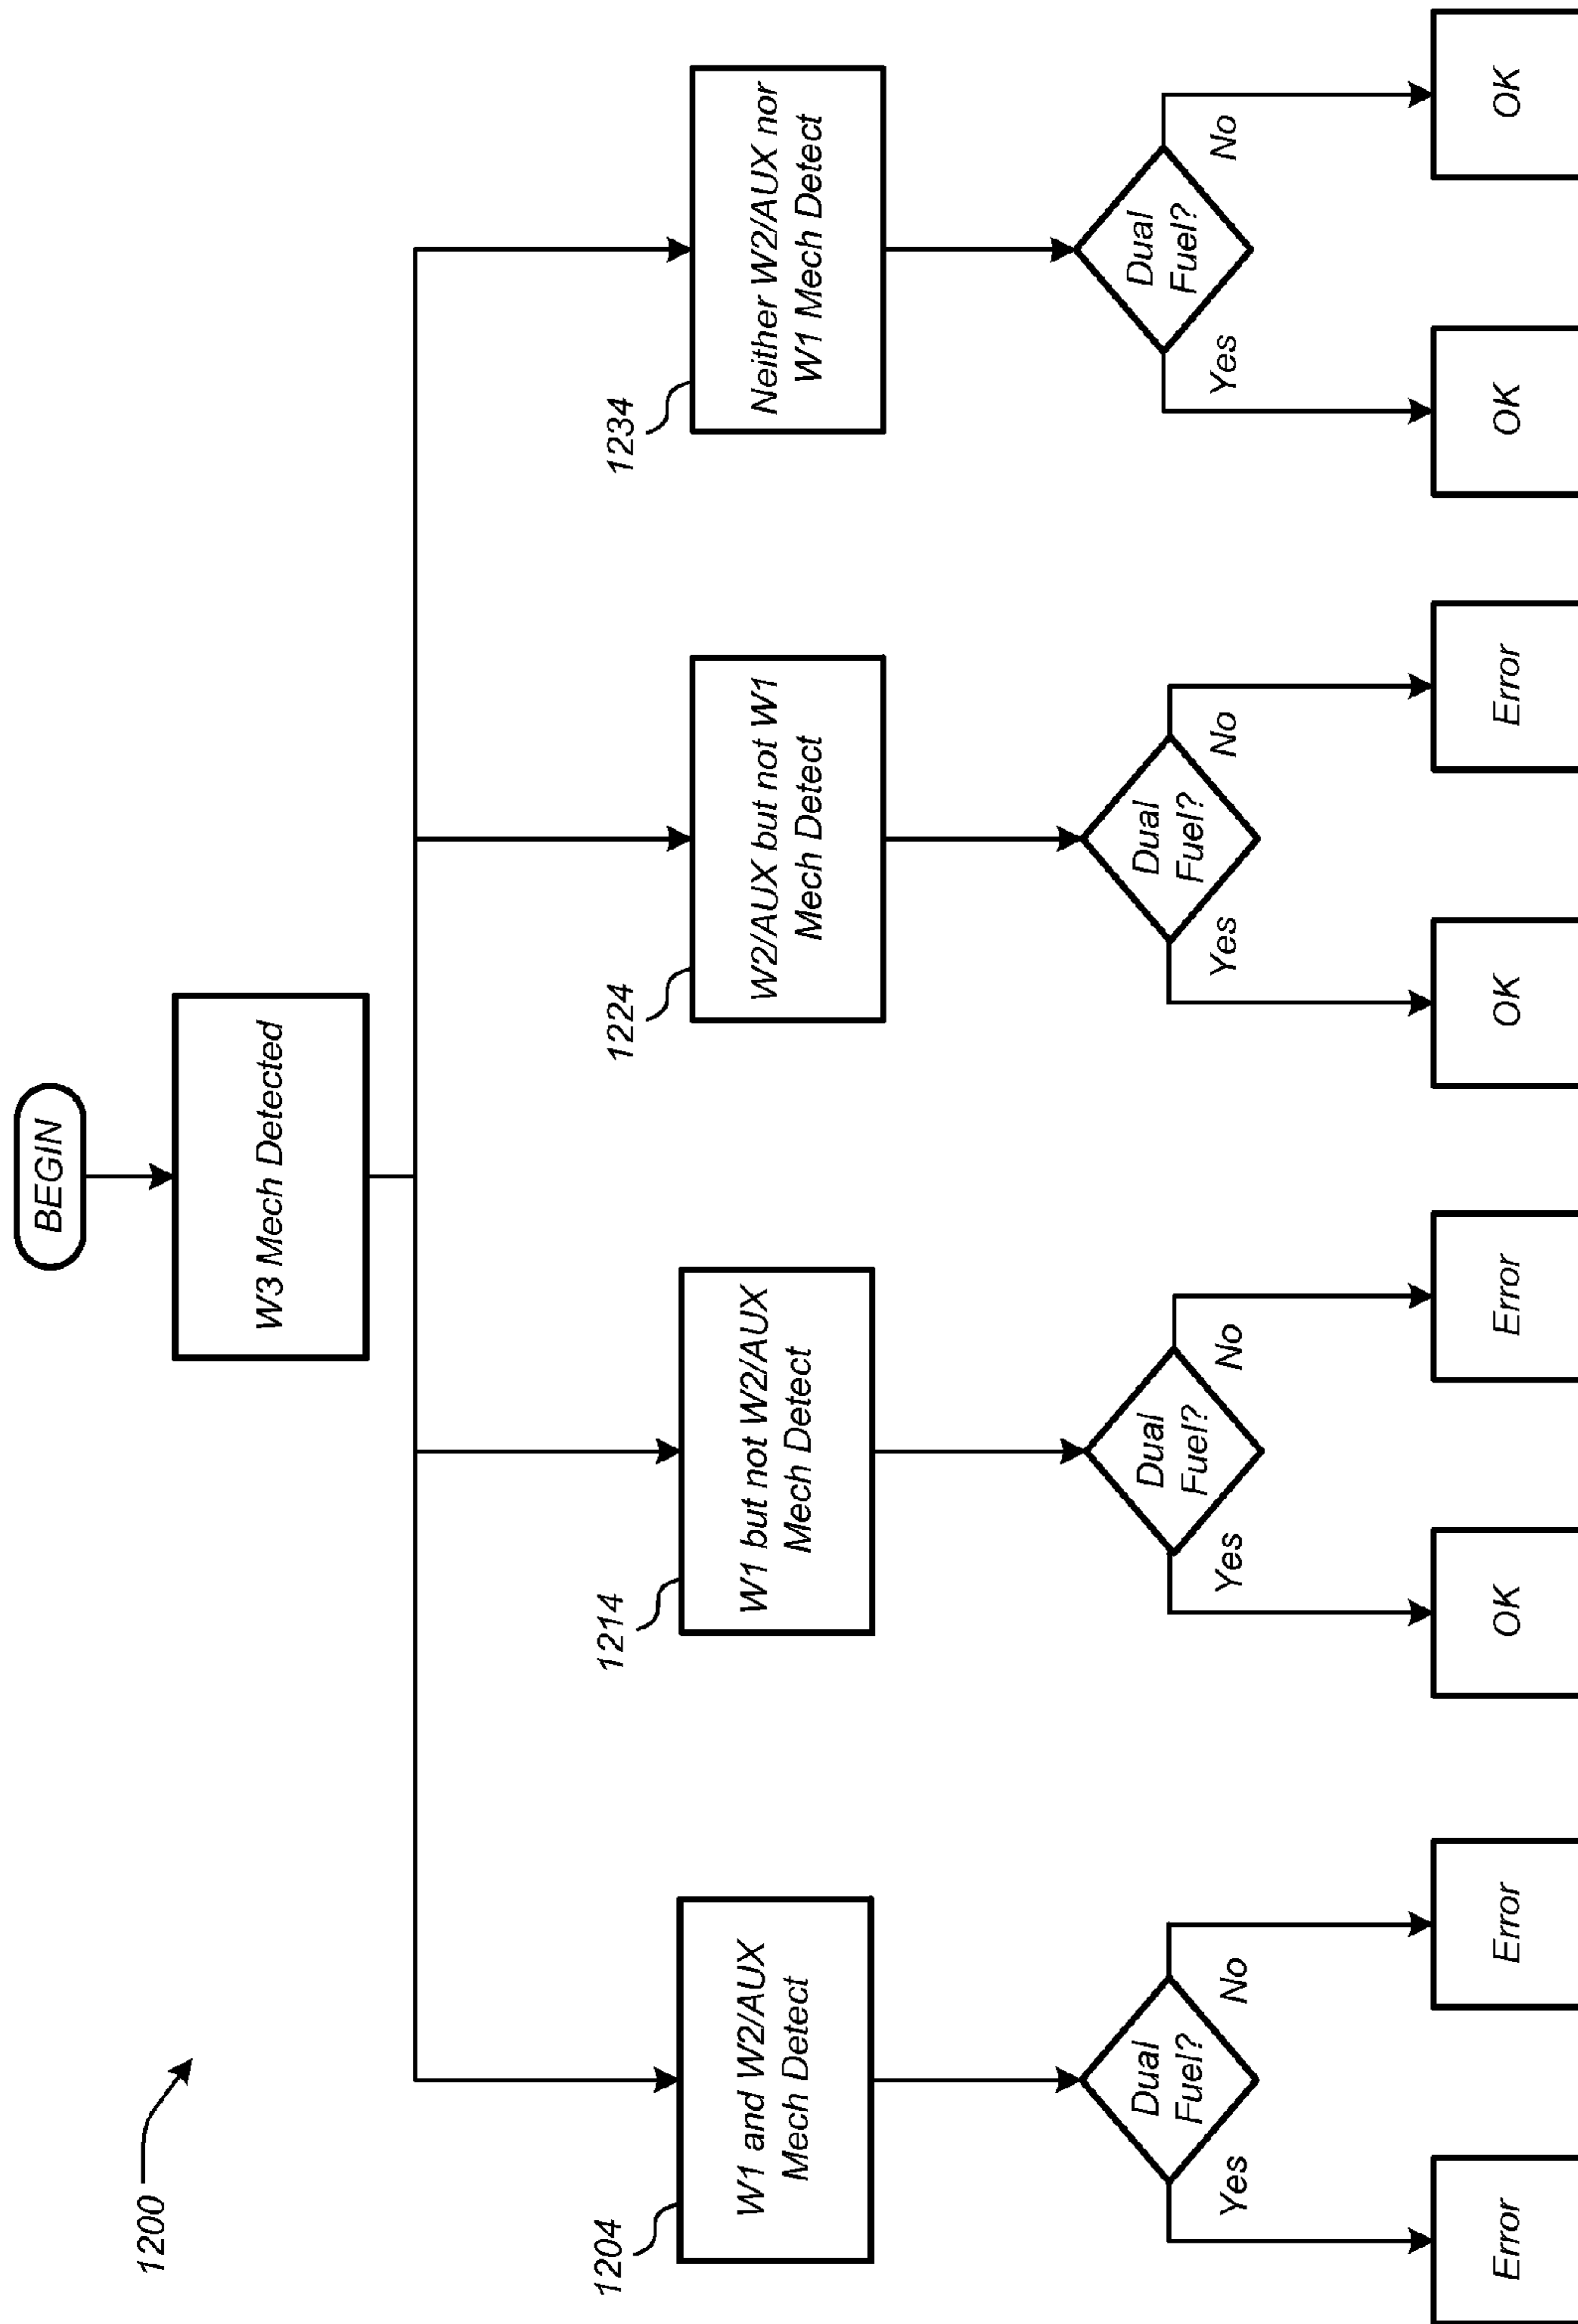 1200
BEGIN
W3 Mech Detected
1204
W1 and W2/AUX
Mech Detect
1214
W1 but not W2/AUX
Mech Detect
1224
W2/AUX but not W1
Mech Detect
1234
Neither W2/AUX nor
W1 Mech Detect
Dual
Fuel?
Yes
No
Dual
Fuel?
Yes
No
Dual
Fuel?
Yes
No
Dual
Fuel?
Yes
No
Error
Error
OK
Error
OK
Error
OK
OK